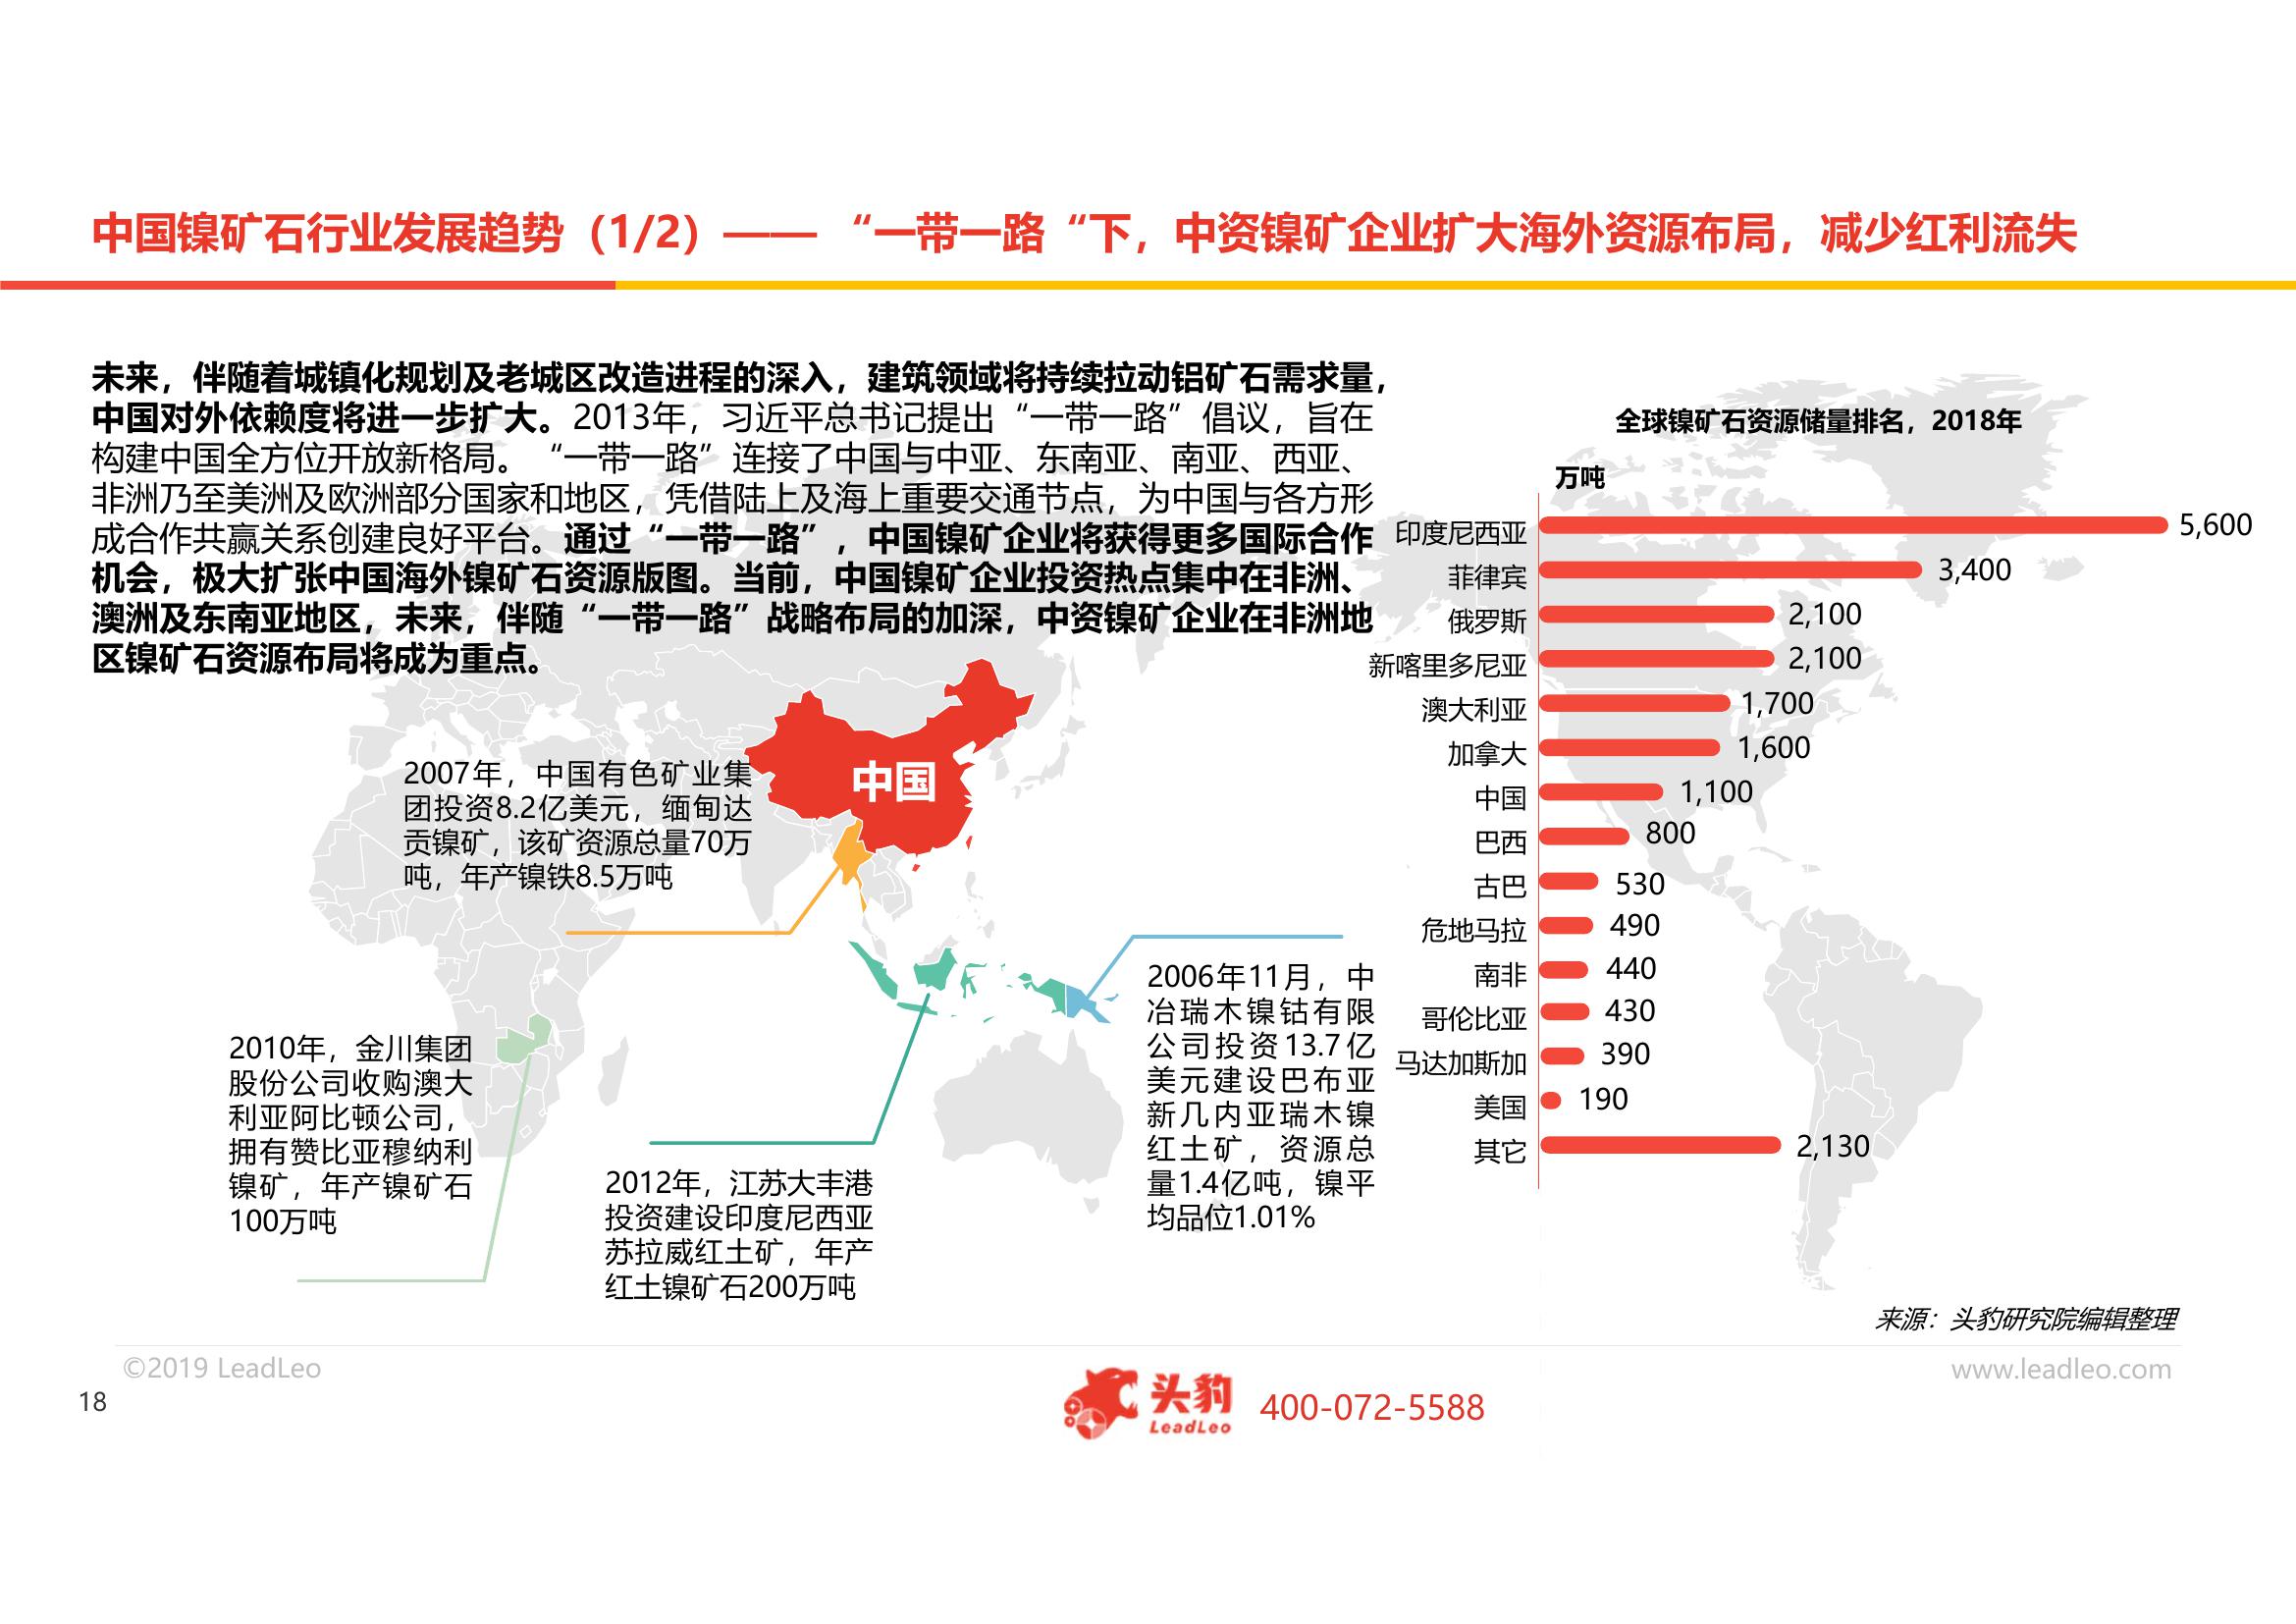 中国镍矿石行业发展趋势（1/2）—— “一带一路“下，中资镍矿企业扩大海外资源布局，减少红利流失
未来，伴随着城镇化规划及老城区改造进程的深入，建筑领域将持续拉动铝矿石需求量，
中国对外依赖度将进一步扩大。2013年，习近平总书记提出“一带一路”倡议，旨在
构建中国全方位开放新格局。 “一带一路”连接了中国与中亚、东南亚、南亚、西亚、
非洲乃至美洲及欧洲部分国家和地区，凭借陆上及海上重要交通节点，为中国与各方形
成合作共赢关系创建良好平台。通过“一带一路”，中国镍矿企业将获得更多国际合作
机会，极大扩张中国海外镍矿石资源版图。当前，中国镍矿企业投资热点集中在非洲、
澳洲及东南亚地区，未来，伴随“一带一路”战略布局的加深，中资镍矿企业在非洲地
区镍矿石资源布局将成为重点。
中国
2007年，中国有色矿业集
团投资8.2亿美元，缅甸达
贡镍矿，该矿资源总量70万
吨，年产镍铁8.5万吨
2010年，金川集团
股份公司收购澳大
利亚阿比顿公司，
拥有赞比亚穆纳利
镍矿，年产镍矿石
100万吨
2012年，江苏大丰港
投资建设印度尼西亚
苏拉威红土矿，年产
红土镍矿石200万吨
2006年11月，中
冶瑞木镍钴有限
公司投资13.7亿
美元建设巴布亚
新几内亚瑞木镍
红土矿，资源总
量1.4亿吨，镍平
均品位1.01%
全球镍矿石资源储量排名，2018年
万吨
印度尼西亚 5,600
菲律宾 3,400
俄罗斯 2,100
新喀里多尼亚 2,100
澳大利亚 1,700
加拿大 1,600
中国 1,100
巴西 800
古巴 530
危地马拉 490
南非 440
哥伦比亚 430
马达加斯加 390
美国 190
其它 2,130
来源：头豹研究院编辑整理
©2019 LeadLeo
www.leadleo.com
18
头豹
LeadLeo
400-072-5588